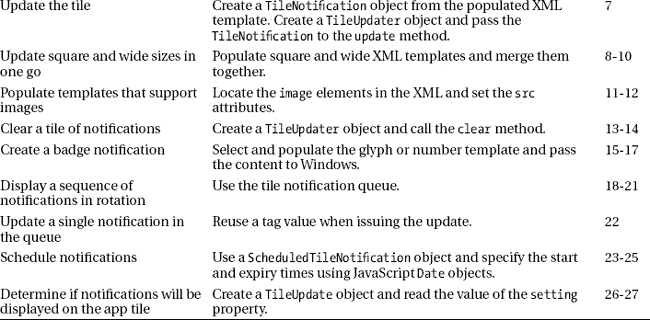 Update the tile Create a TileNotification object from the populated XML 7
template. Create a TileUpdater object and pass the
TileNotification to the update method.
Update square and wide sizes in Populate square and wide XML templates and merge them 8-10
one go together.
Populate templates that support Locate the image elements in the XML and set the src 11-12
images attributes.
Clear a tile of notifications Create a TileUpdater object and call the clear method. 13-14
Create a badge notification Select and populate the glyph or number template and pass 15-17
the content to Windows.
Display a sequence of Use the tile notification queue. 18-21
notifications in rotation
Update a single notification in Reuse a tag value when issuing the update. 22
the queue
Schedule notifications Use a ScheduledTileNotification object and specify the start 23-25
and expiry times using JavaScript Date objects.
Determine if notifications will be Create a TileUpdate object and read the value of the setting 26-27
displayed on the app tile property.